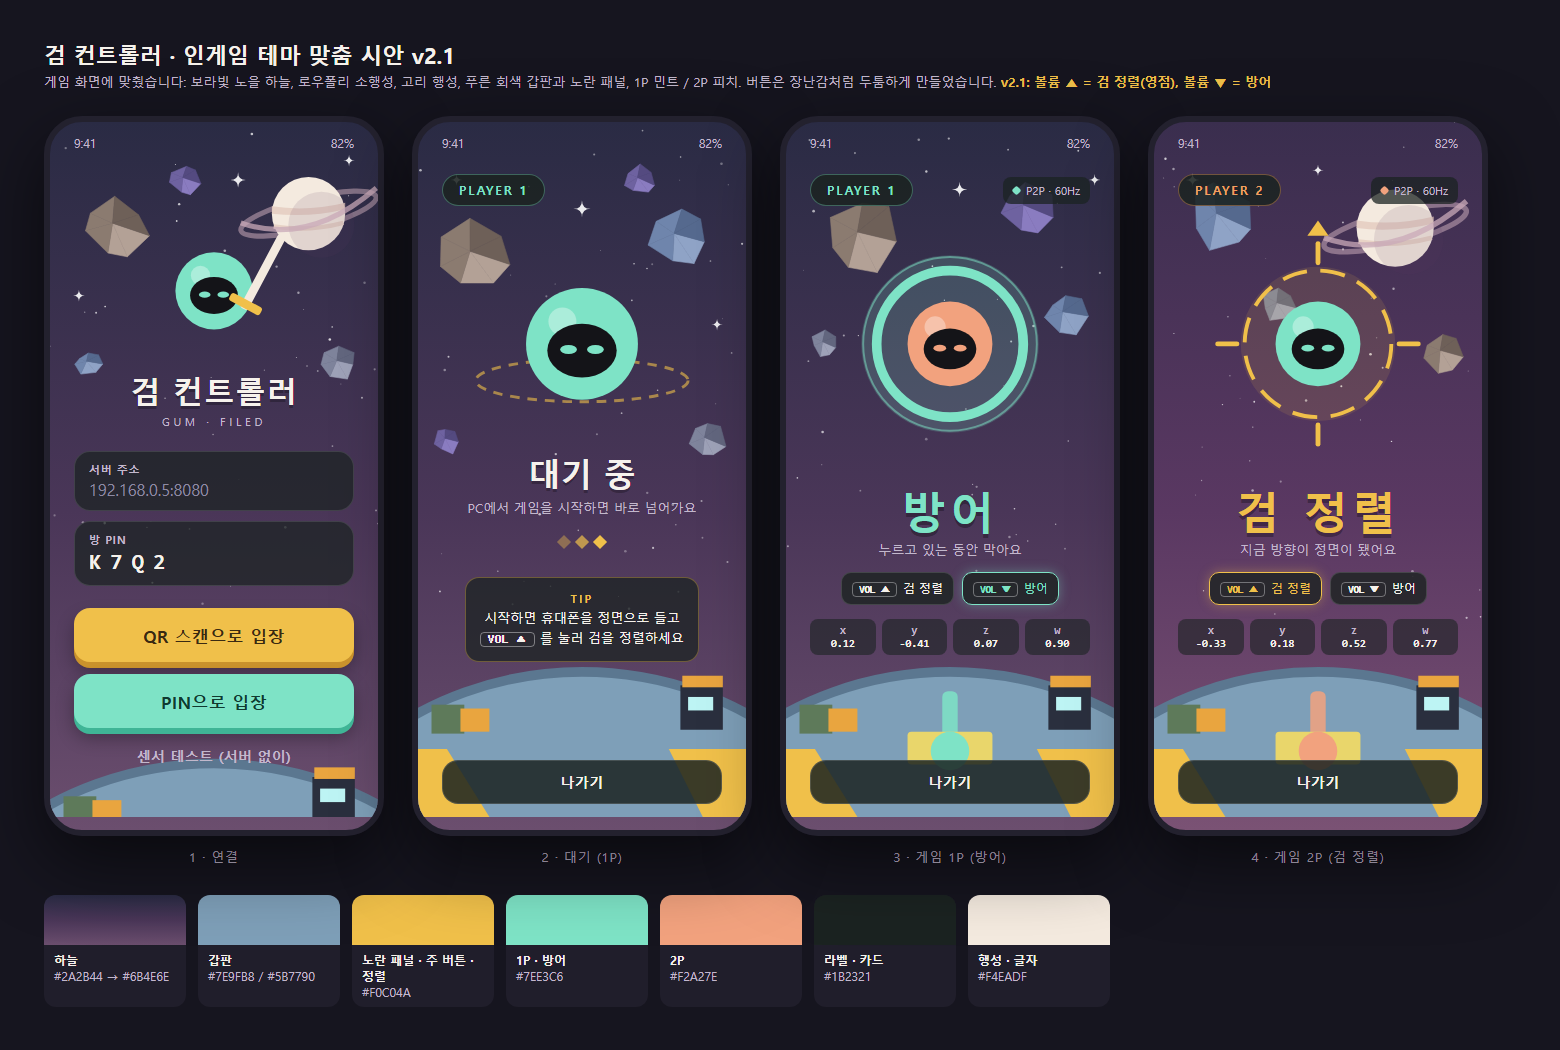 검 컨트롤러 · 인게임 테마 맞춤 시안 v2.1
게임 화면에 맞췄습니다: 보라빛 노을 하늘, 로우폴리 소행성, 고리 행성, 푸른 회색 갑판과 노란 패널, 1P 민트 / 2P 피치. 버튼은 장난감처럼 두툼하게 만들었습니다. v2.1: 볼륨 ▲ = 검 정렬(영점), 볼륨 ▼ = 방어
9:41 82%
검 컨트롤러
GUM · FILED
서버 주소
192.168.0.5:8080
방 PIN
K 7 Q 2
QR 스캔으로 입장
PIN으로 입장
센서 테스트 (서버 없이)
1 · 연결
9:41 82%
PLAYER 1
대기 중
PC에서 게임을 시작하면 바로 넘어가요
TIP
시작하면 휴대폰을 정면으로 들고
VOL ▲ 를 눌러 검을 정렬하세요
나가기
2 · 대기 (1P)
9:41 82%
PLAYER 1 P2P · 60Hz
방어
누르고 있는 동안 막아요
VOL ▲ 검 정렬 VOL ▼ 방어
x y z w
0.12 -0.41 0.07 0.90
나가기
3 · 게임 1P (방어)
9:41 82%
PLAYER 2 P2P · 60Hz
검 정렬
지금 방향이 정면이 됐어요
VOL ▲ 검 정렬 VOL ▼ 방어
x y z w
-0.33 0.18 0.52 0.77
나가기
4 · 게임 2P (검 정렬)
하늘
#2A2B44 → #6B4E6E
갑판
#7E9FB8 / #5B7790
노란 패널 · 주 버튼 ·
정렬
#F0C04A
1P · 방어
#7EE3C6
2P
#F2A27E
라벨 · 카드
#1B2321
행성 · 글자
#F4EADF